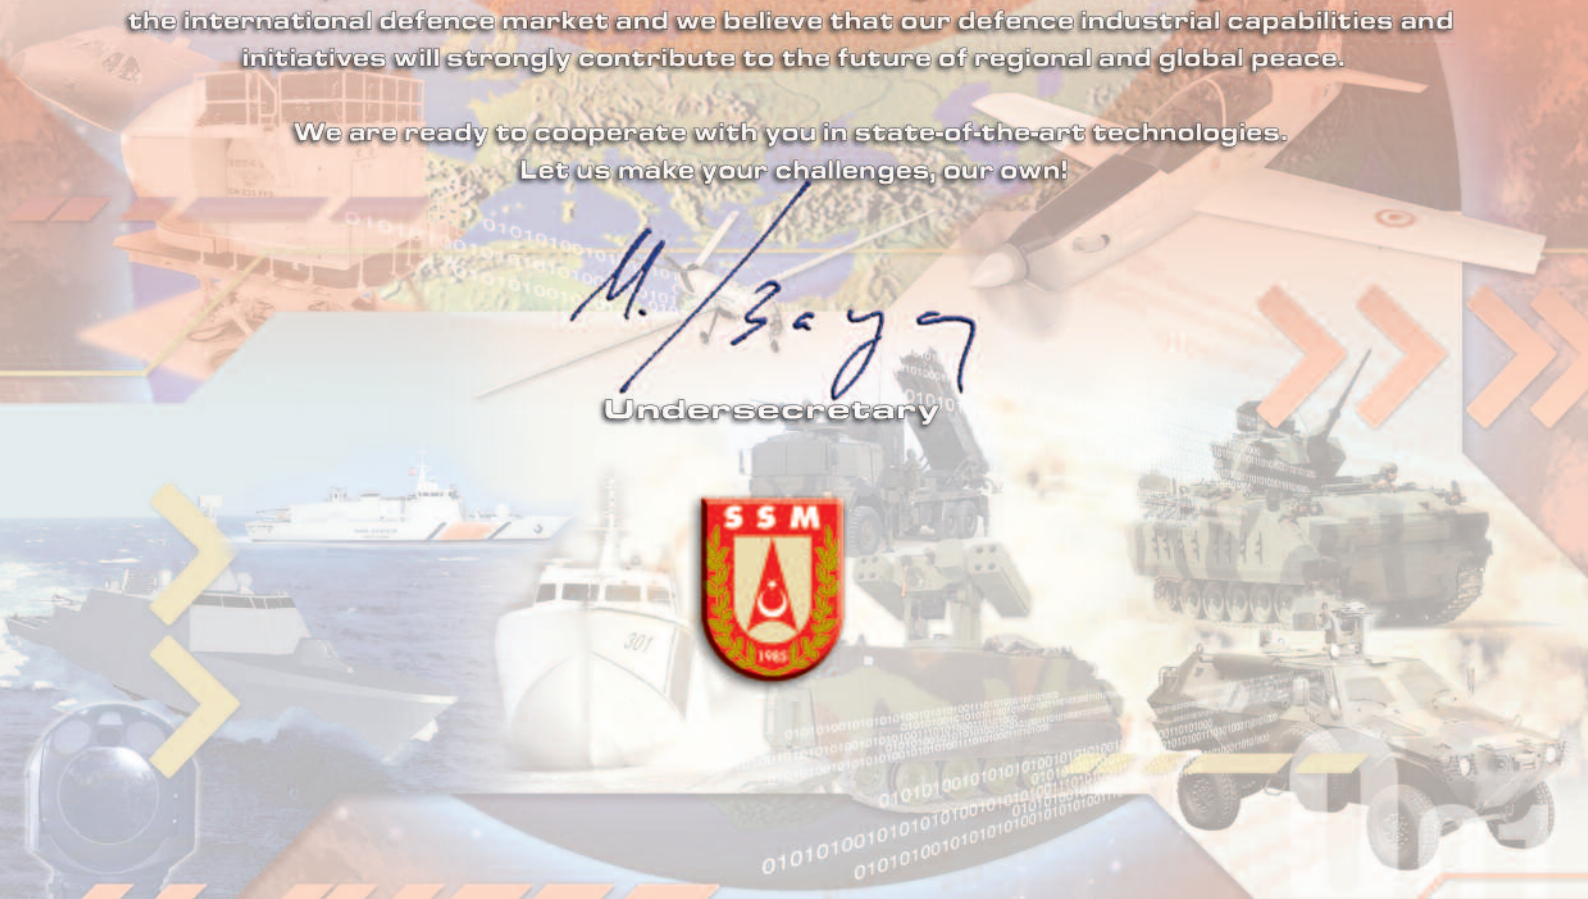 the international defence market and we believe that our defence industrial capabilities and
initiatives will strongly contribute to the future of regional and global peace.
We are ready to cooperate with you in state-of-the-art technologies.
Let us make your challenges, our own!
Undersecretary
SSM
301
1985